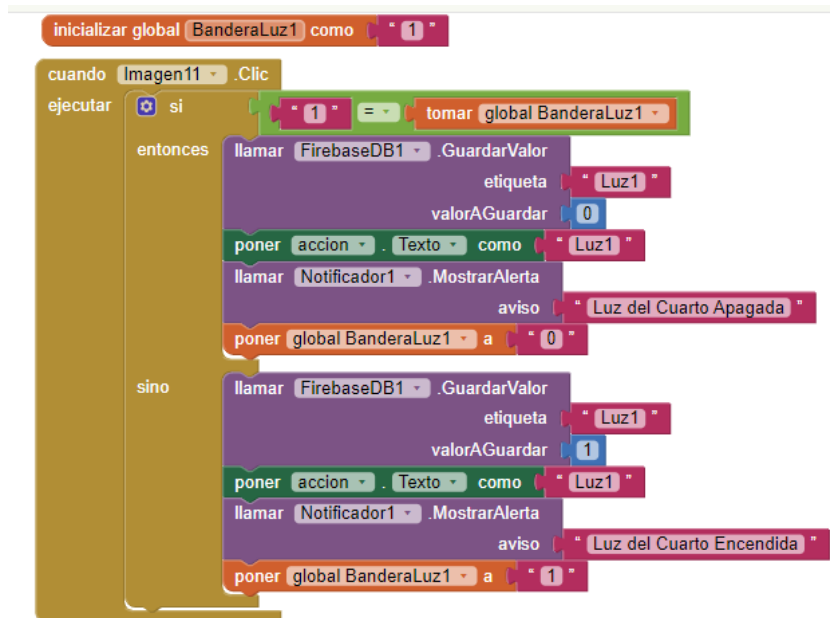 inicializar global BanderaLuz1 como " 1 "
cuando Imagen11 .Clic
ejecutar si " 1 " = tomar global BanderaLuz1
entonces llamar FirebaseDB1 .GuardarValor
etiqueta " Luz1 "
valorAGuardar 0
poner accion . Texto como " Luz1 "
llamar Notificador1 .MostrarAlerta
aviso " Luz del Cuarto Apagada "
poner global BanderaLuz1 a " 0 "
sino llamar FirebaseDB1 .GuardarValor
etiqueta " Luz1 "
valorAGuardar 1
poner accion . Texto como " Luz1 "
llamar Notificador1 .MostrarAlerta
aviso " Luz del Cuarto Encendida "
poner global BanderaLuz1 a " 1 "